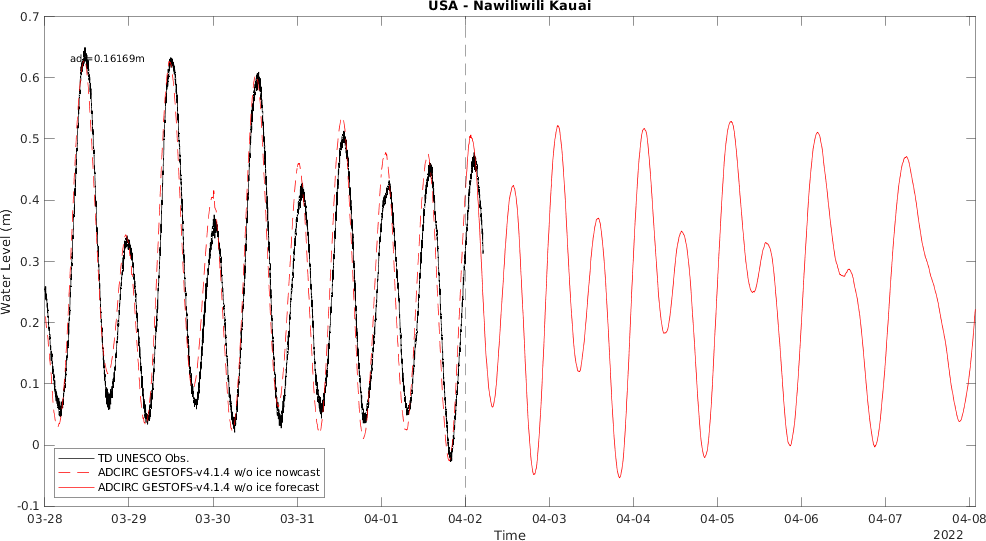 USA - Nawiliwili Kauai
0.7
0.6
0.5
0.4
0.3
0.2
0.1
0
-0.1
Water Level (m)
=0.16169m
TD UNESCO Obs.
ADCIRC GESTOFS-v4.1.4 w/o ice nowcast
ADCIRC GESTOFS-v4.1.4 w/o ice forecast
03-28 03-29 03-30 03-31 04-01 04-02 04-03 04-04 04-05 04-06 04-07 04-08
Time
2022